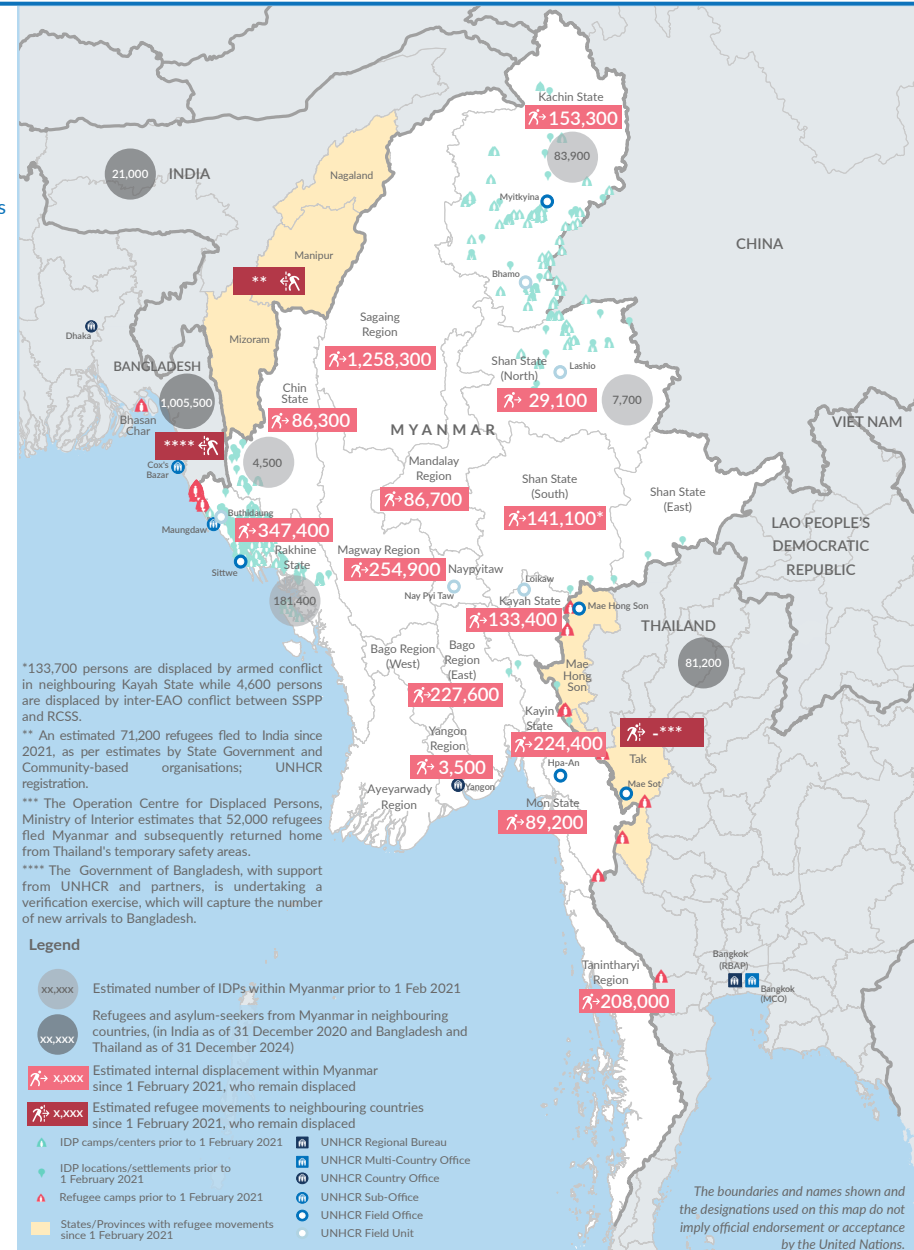 s
Kachin State
153,300
83,900
21,000
INDIA
Nagaland
Myitkyina
Manipur
CHINA
**
Bhamo
Dhaka
Sagaing
Region
Mizoram
1,258,300
BANGLADESH
Shan State
(North)
Lashio
Chin
State
1,005,500
29,100
7,700
Bhasan
Char
86,300
MYANMAR
VIET NAM
****
Cox's
Bazar
4,500
Mandalay
Region
86,700
Shan State
(South)
Shan State
(East)
141,100*
Buthidaung
Maungdaw
347,400
LAO PEOPLE'S
DEMOCRATIC
REPUBLIC
Rakhine
State
Magway Region
254,900
Naypyitaw
Sittwe
Nay Pyi Taw
Loikaw
181,400
Kayah State
Mae Hong Son
133,400
THAILAND
81,200
Bago Region
(West)
Bago
Region
(East)
Mae
Hong
Son
227,600
*133,700 persons are displaced by armed conflict
in neighbouring Kayah State while 4,600 persons
are displaced by inter-EAO conflict between SSPP
and RCSS.
Kayin
State
-***
Yangon
Region
224,400
3,500
Tak
Hpa-An
Yangon
Ayeyarwady
Region
Mae Sot
Mon State
89,200
** An estimated 71,200 refugees fled to India since
2021, as per estimates by State Government and
Community-based organisations; UNHCR
registration.
*** The Operation Centre for Displaced Persons,
Ministry of Interior estimates that 52,000 refugees
fled Myanmar and subsequently returned home
from Thailand's temporary safety areas.
**** The Government of Bangladesh, with support
from UNHCR and partners, is undertaking a
verification exercise, which will capture the number
of new arrivals to Bangladesh.
Tanintharyi
Region
208,000
Bangkok
(RBAP)
Bangkok
(MCO)
Legend
xx,xxx
Estimated number of IDPs within Myanmar prior to 1 Feb 2021
xx,xxx
Refugees and asylum-seekers from Myanmar in neighbouring
countries, (in India as of 31 December 2020 and Bangladesh and
Thailand as of 31 December 2024)
x,xxx
Estimated internal displacement within Myanmar
since 1 February 2021, who remain displaced
x,xxx
Estimated refugee movements to neighbouring countries
since 1 February 2021, who remain displaced
IDP camps/centers prior to 1 February 2021
IDP locations/settlements prior to
1 February 2021
Refugee camps prior to 1 February 2021
States/Provinces with refugee movements
since 1 February 2021
UNHCR Regional Bureau
UNHCR Multi-Country Office
UNHCR Country Office
UNHCR Sub-Office
UNHCR Field Office
UNHCR Field Unit
The boundaries and names shown and
the designations used on this map do not
imply official endorsement or acceptance
by the United Nations.